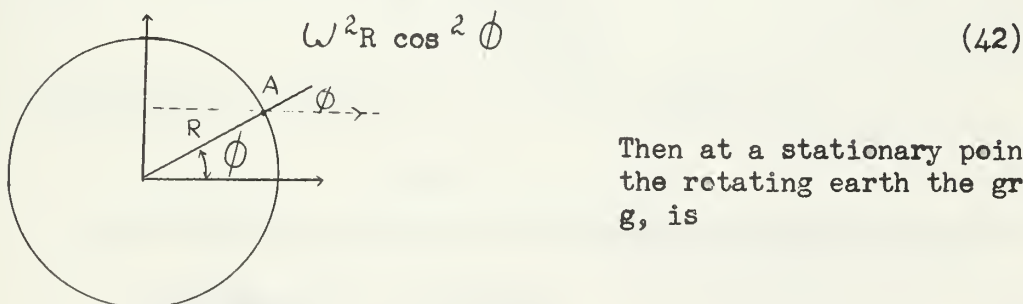 ω²R cos² ϕ (42)
A
ϕ
R
ϕ
Then at a stationary poin
the rotating earth the gr
g, is